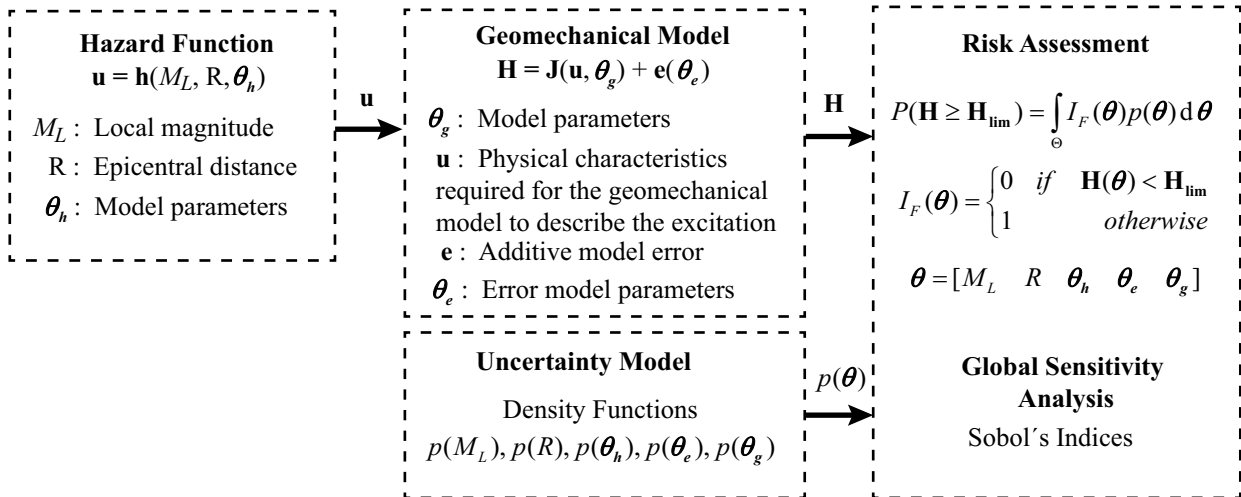 Hazard Function
u = h(M_L, R, θ_h)
M_L : Local magnitude
R : Epicentral distance
θ_h : Model parameters
u
Geomechanical Model
H = J(u, θ_g) + e(θ_e)
θ_g : Model parameters
u : Physical characteristics
required for the geomechanical
model to describe the excitation
e : Additive model error
θ_e : Error model parameters
H
Uncertainty Model
Density Functions
p(M_L), p(R), p(θ_h), p(θ_e), p(θ_g)
p(θ)
Risk Assessment
P(H ≥ H_lim) = ∫_Θ I_F(θ)p(θ) dθ
I_F(θ) = {0 if H(θ) < H_lim
1 otherwise
θ = [M_L R θ_h θ_e θ_g]
Global Sensitivity
Analysis
Sobol´s Indices